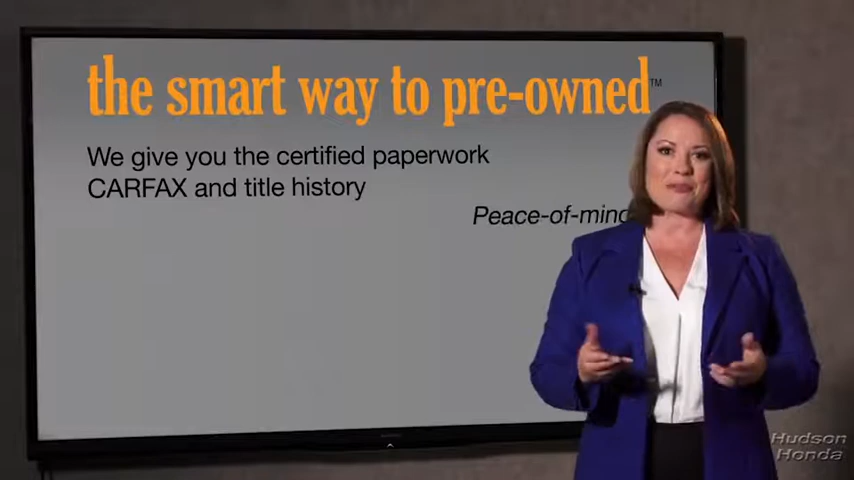 the smart way to pre-owned™
We give you the certified paperwork
CARFAX and title history
Peace-of-mind
Hudson
Honda